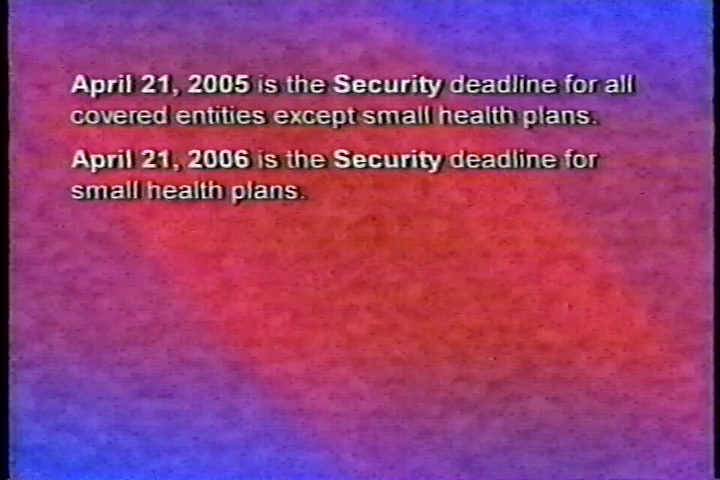 April 21, 2005 is the Security deadline for all
covered entities except small health plans.
April 21, 2006 is the Security deadline for
small health plans.